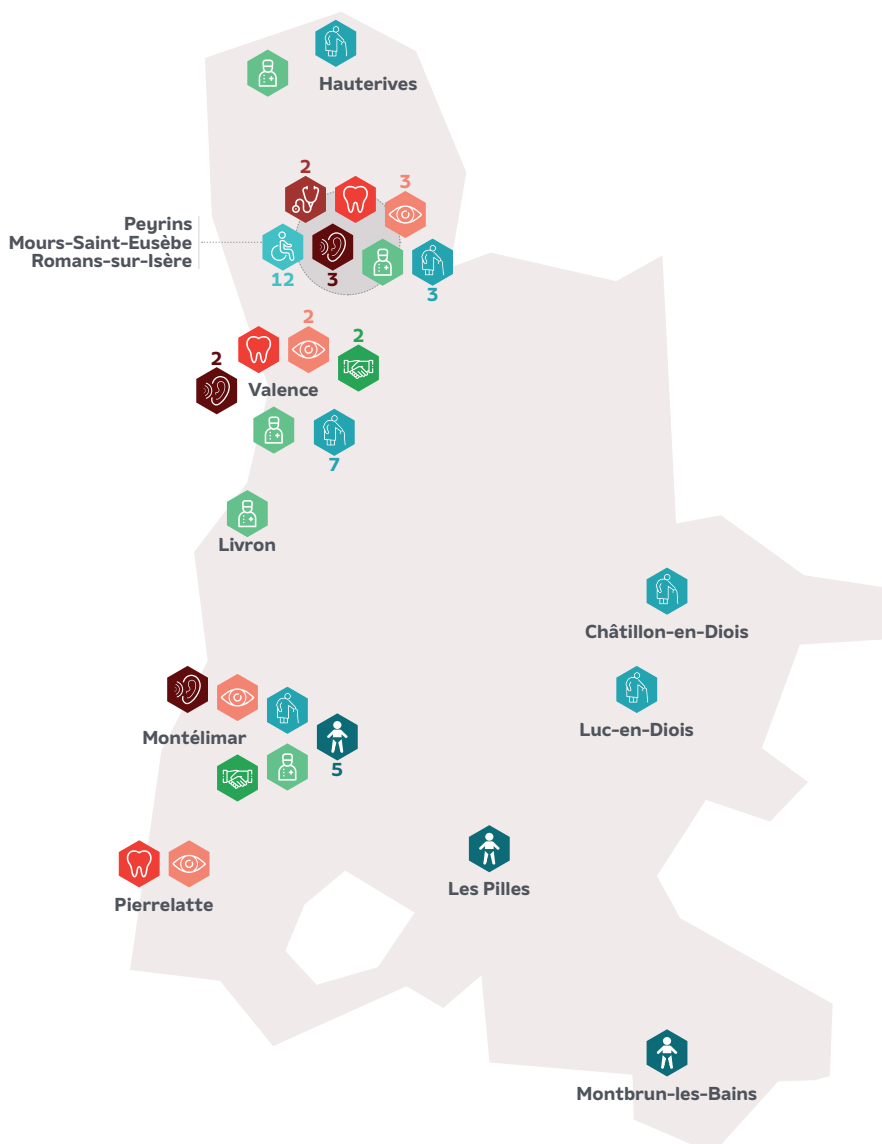 Hauterives
2
3
Peyrins
Mours-Saint-Eusèbe
Romans-sur-Isère
12
3
3
2
2
2
Valence
7
Livron
Châtillon-en-Diois
Luc-en-Diois
Montélimar
5
Les Pilles
Pierrelatte
Montbrun-les-Bains